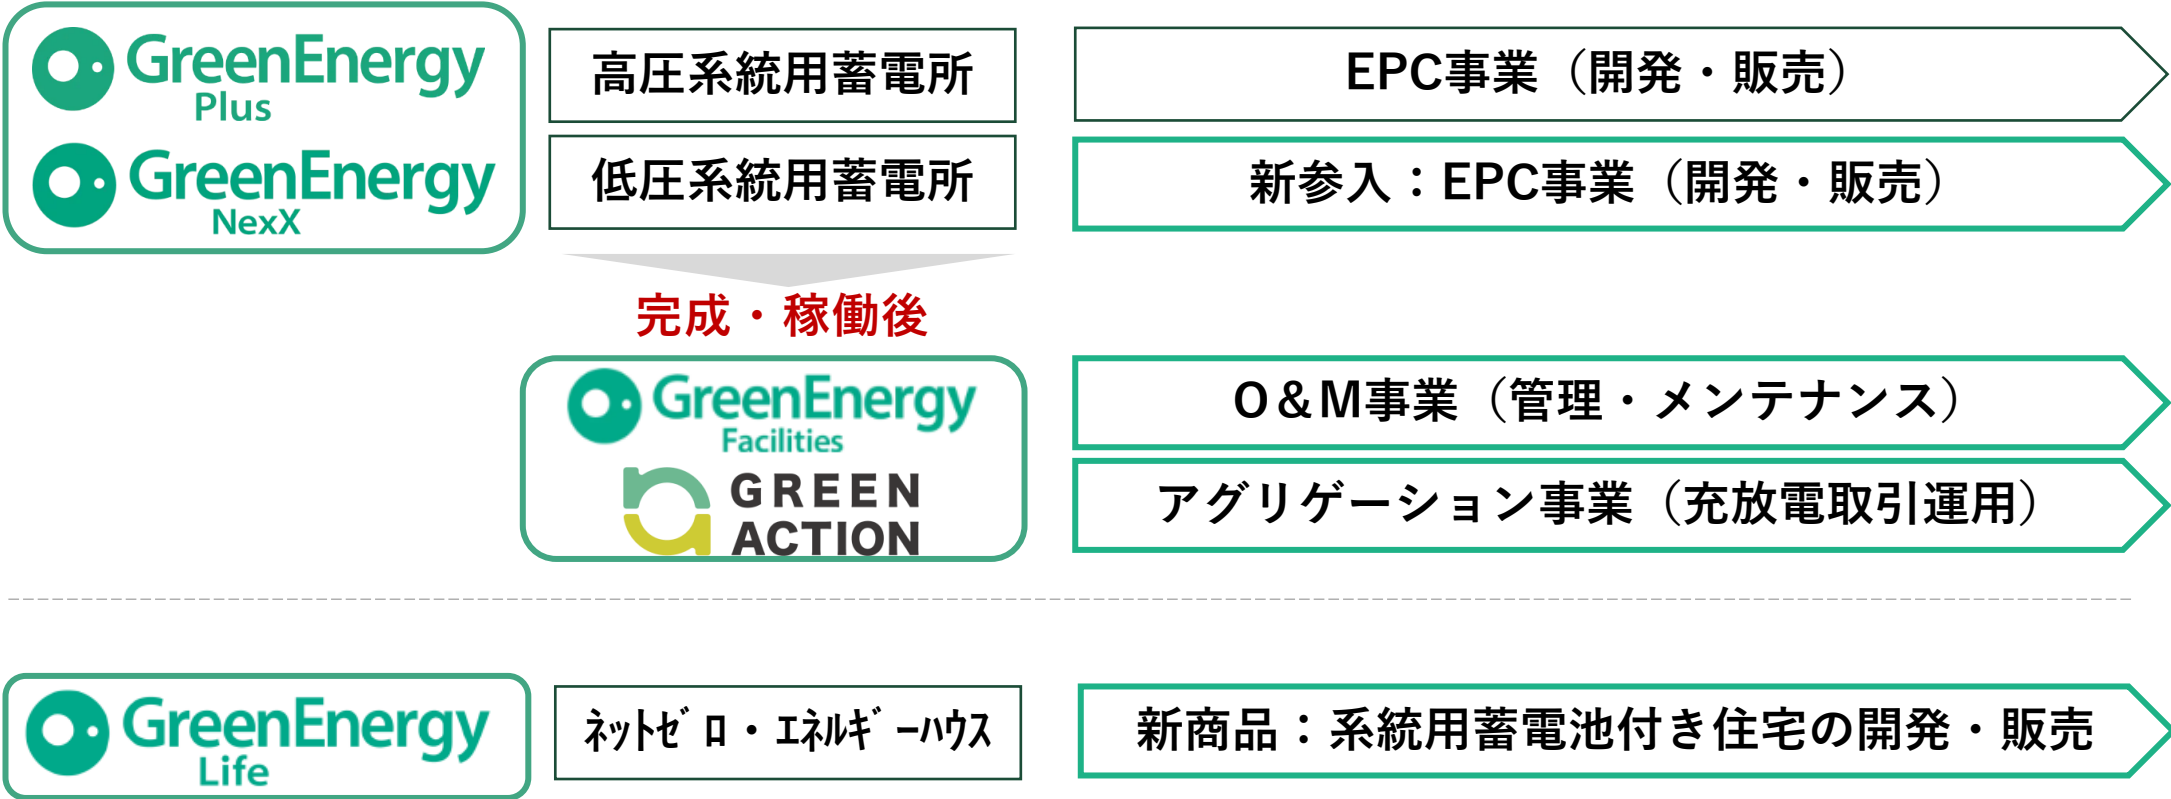 GreenEnergy
Plus
GreenEnergy
NexX
高圧系統用蓄電所
EPC事業（開発・販売）
低圧系統用蓄電所
新参入：EPC事業（開発・販売）
完成・稼働後
GreenEnergy
Facilities
GREEN
ACTION
O＆M事業（管理・メンテナンス）
アグリゲーション事業（充放電取引運用）
GreenEnergy
Life
ﾈｯﾄｾﾞﾛ・ｴﾈﾙｷﾞｰﾊｳｽ
新商品：系統用蓄電池付き住宅の開発・販売